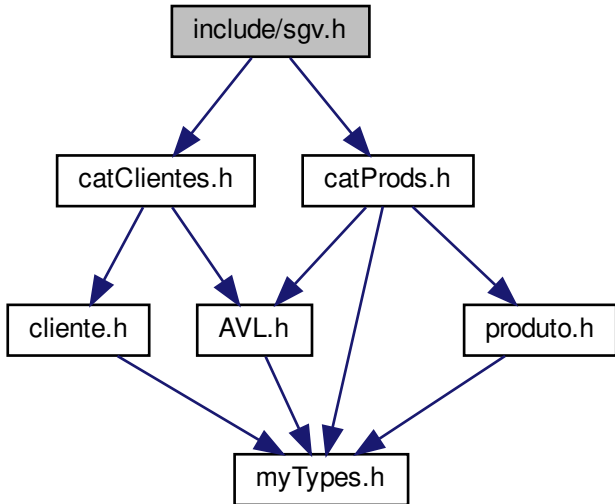 include/sgv.h
catClientes.h
catProds.h
cliente.h
AVL.h
produto.h
myTypes.h